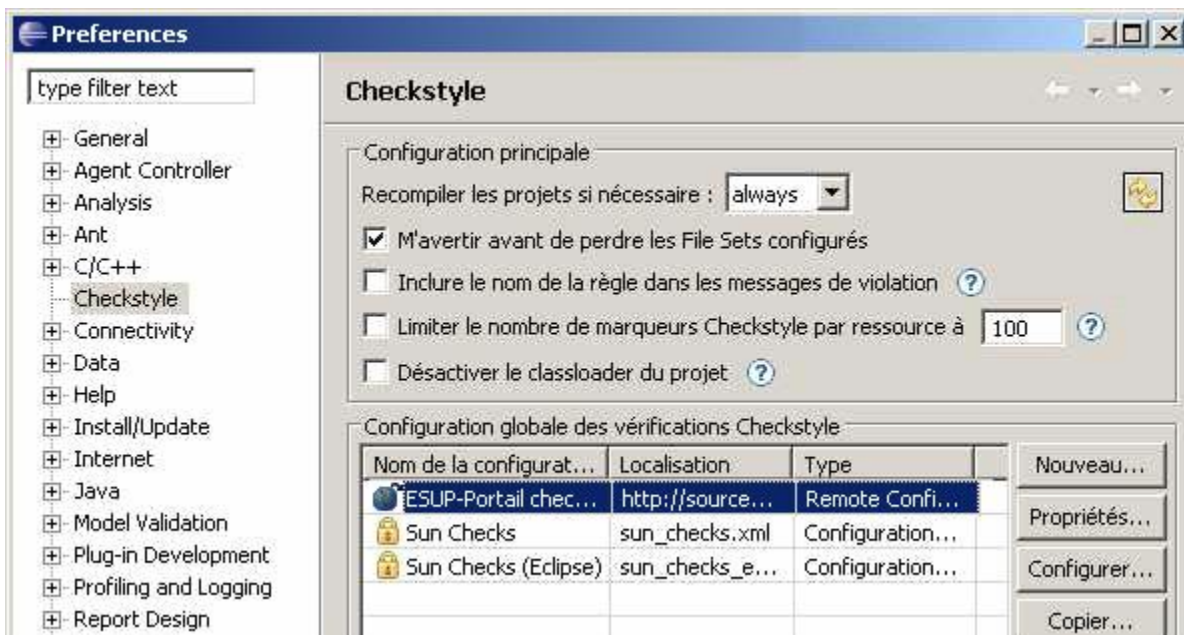 Preferences
type filter text
General
Agent Controller
Analysis
Ant
C/C++
Checkstyle
Connectivity
Data
Help
Install/Update
Internet
Java
Model Validation
Plug-in Development
Profiling and Logging
Report Design
Checkstyle
Configuration principale
Recompiler les projets si nécessaire : always
M'avertir avant de perdre les File Sets configurés
Inclure le nom de la règle dans les messages de violation ?
Limiter le nombre de marqueurs Checkstyle par ressource à 100 ?
Désactiver le classloader du projet ?
Configuration globale des vérifications Checkstyle
Nom de la configurat... Localisation Type
ESUP-Portail chec... http://source... Remote Confi...
Sun Checks sun_checks.xml Configuration...
Sun Checks (Eclipse) sun_checks_e... Configuration...
Nouveau...
Propriétés...
Configurer...
Copier...